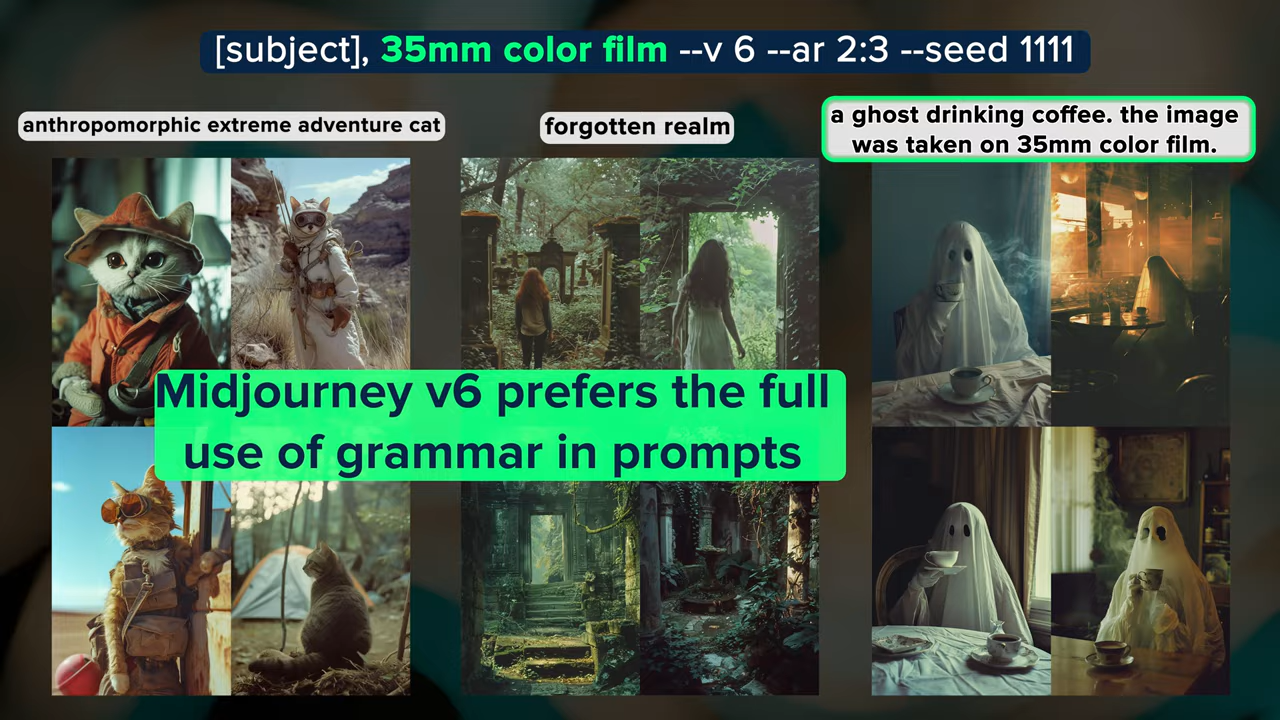 [subject], 35mm color film --v 6 --ar 2:3 --seed 1111
anthropomorphic extreme adventure cat
forgotten realm
a ghost drinking coffee. the image
was taken on 35mm color film.
Midjourney v6 prefers the full
use of grammar in prompts